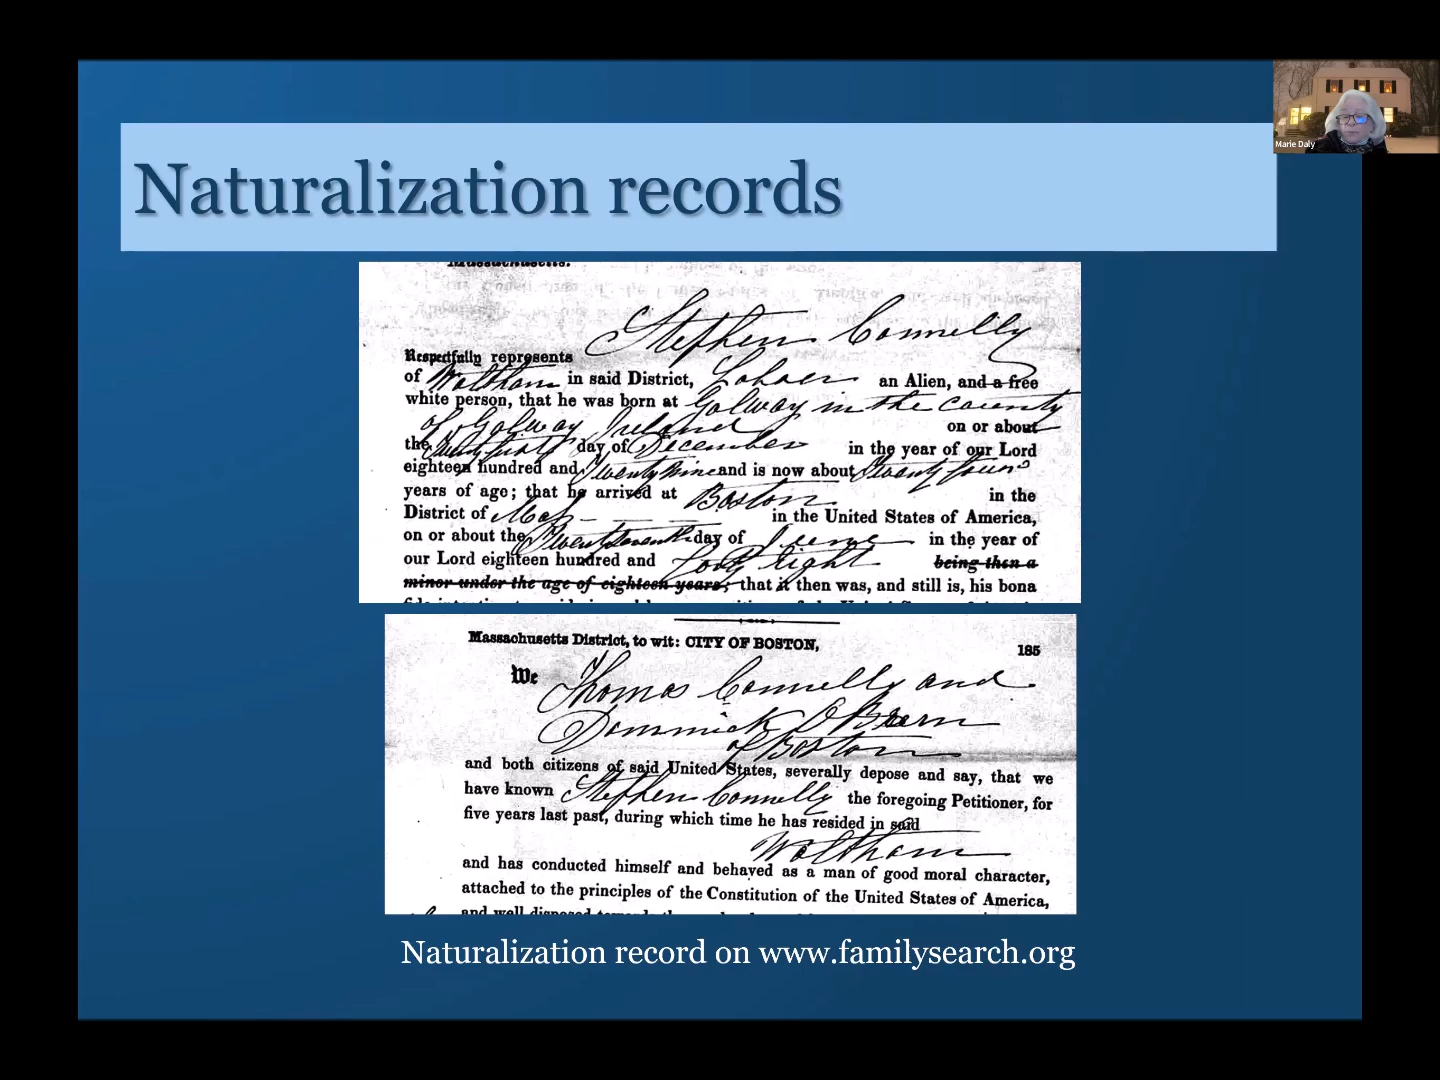 Marie Daly
Naturalization records
Massachusetts.
Stephen Connelly
Respectfully represents
of Waltham in said District, an Alien, and a free
white person, that he was born at Galway in the county
of Galway Ireland on or about
the day of December in the year of our Lord
eighteen hundred and Twenty nine and is now about Twenty four
years of age; that he arrived at Boston in the
District of Mass in the United States of America,
on or about the Twenty seventh day of June in the year of
our Lord eighteen hundred and Forty Eight being then a
minor under the age of eighteen years; that it then was, and still is, his bona
Massachusetts District, to wit: CITY OF BOSTON, 185
We Thomas Connelly and
Dominick
of Boston
and both citizens of said United States, severally depose and say, that we
have known Stephen Connelly the foregoing Petitioner, for
five years last past, during which time he has resided in said
Waltham
and has conducted himself and behaved as a man of good moral character,
attached to the principles of the Constitution of the United States of America,
and well disposed
Naturalization record on www.familysearch.org